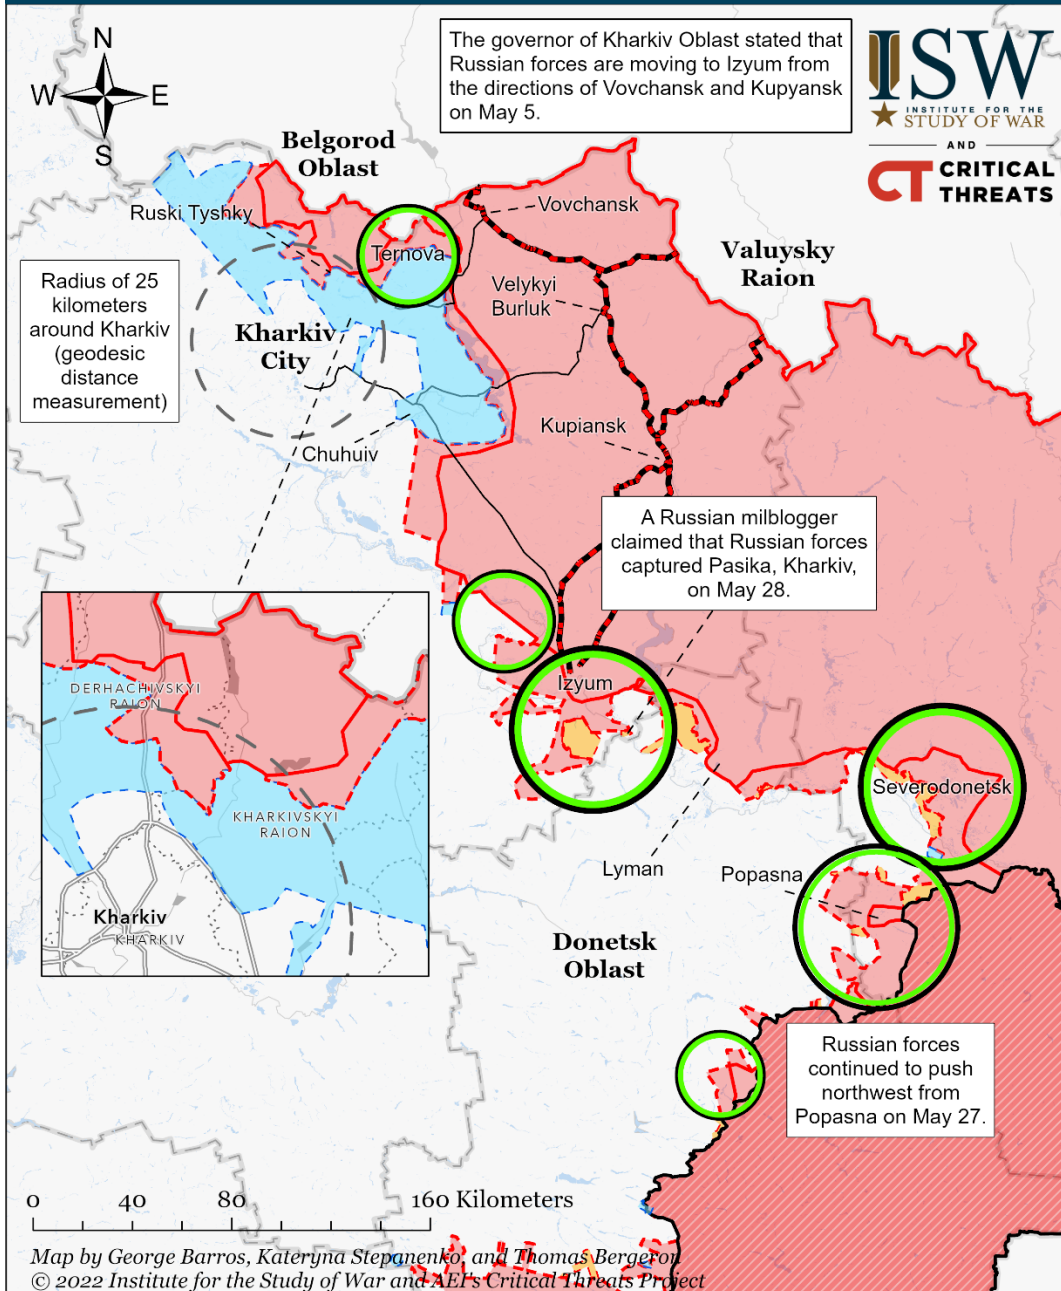 The governor of Kharkiv Oblast stated that
Russian forces are moving to Izyum from
the directions of Vovchansk and Kupyansk
on May 5.
ISW
INSTITUTE FOR THE
STUDY OF WAR
AND
CT CRITICAL
THREATS
N
W E
S
Belgorod
Oblast
Ruski Tyshky
Vovchansk
Ternova
Valuysky
Raion
Radius of 25
kilometers
around Kharkiv
(geodesic
distance
measurement)
Velykyi
Burluk
Kharkiv
City
Kupiansk
Chuhuiv
A Russian milblogger
claimed that Russian forces
captured Pasika, Kharkiv,
on May 28.
Izyum
DERHACHIVSKYI
RAION
KHARKIVSKYI
RAION
Kharkiv
KHARKIV
Severodonetsk
Lyman
Popasna
Donetsk
Oblast
Russian forces
continued to push
northwest from
Popasna on May 27.
0 40 80 160 Kilometers
Map by George Barros, Kateryna Stepanenko, and Thomas Bergeron
© 2022 Institute for the Study of War and AEI's Critical Threats Project